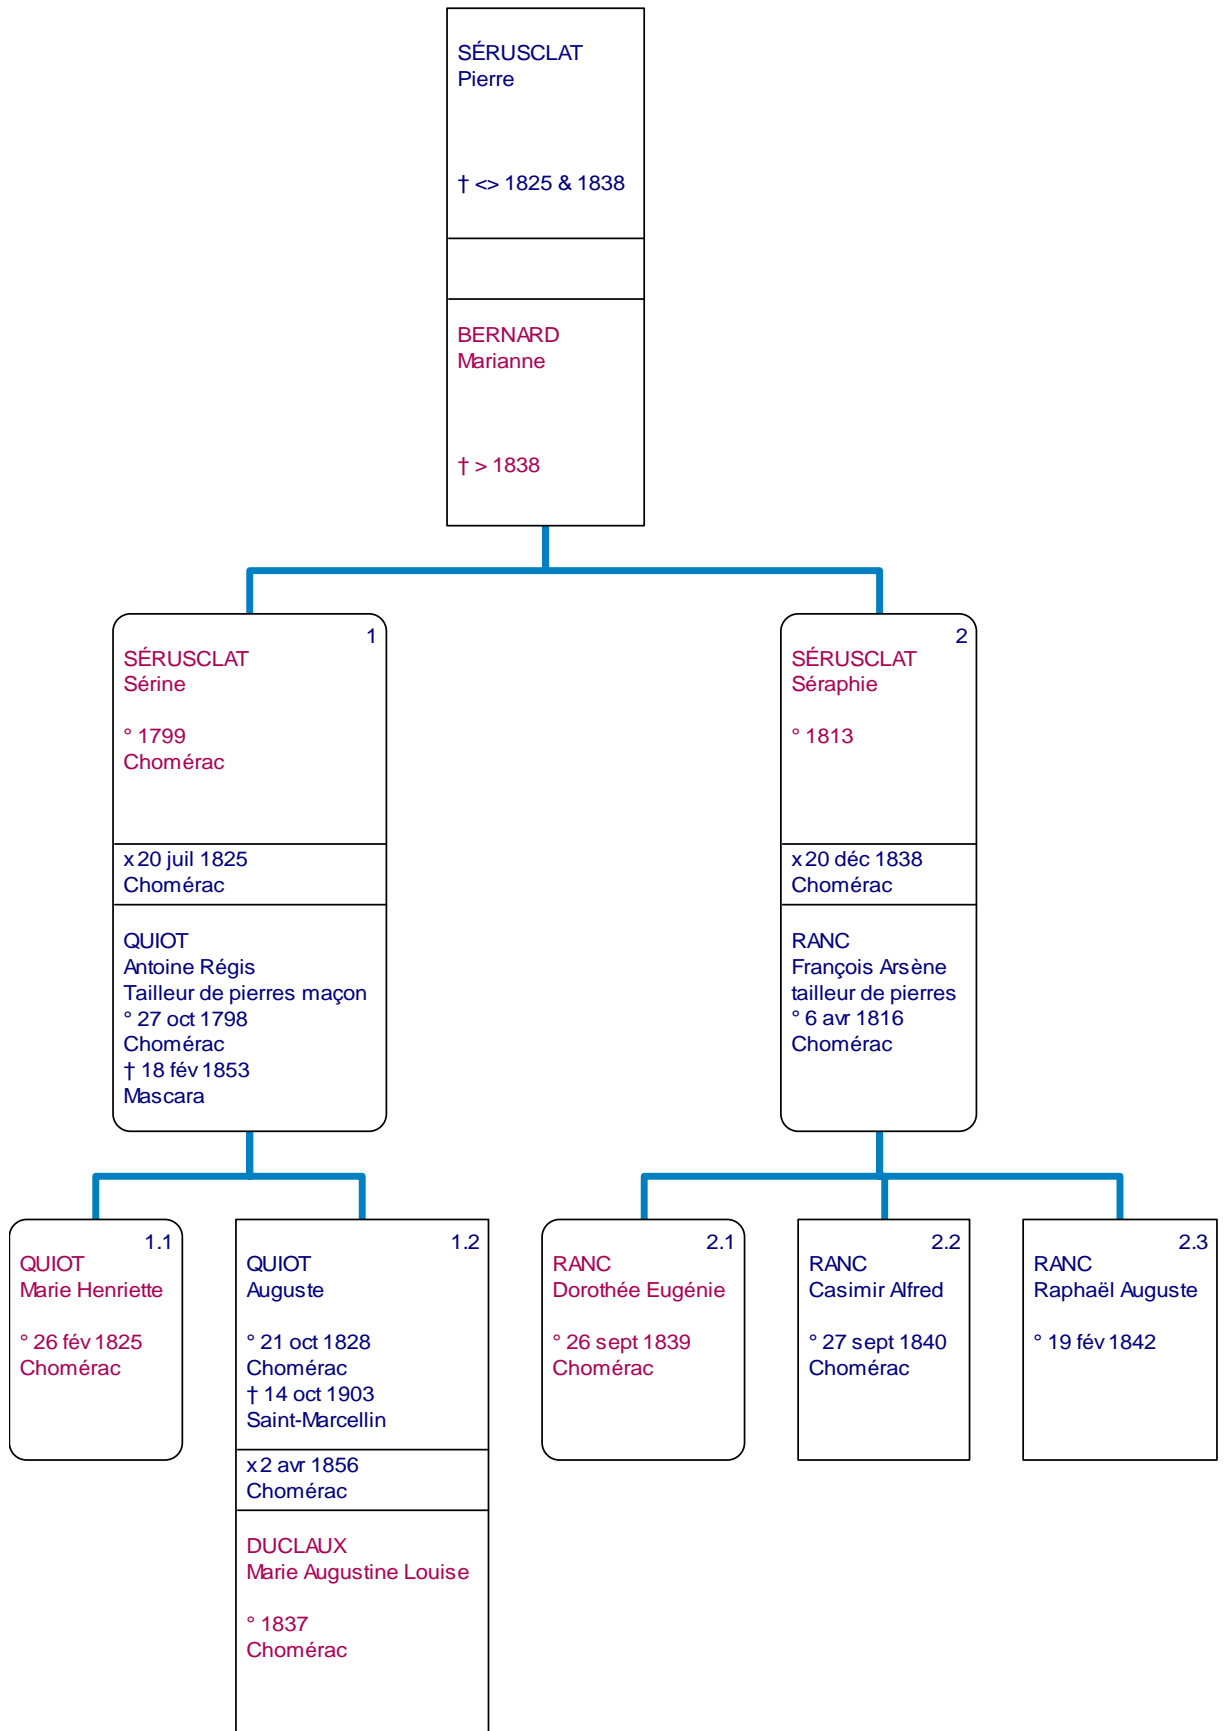 SÉRUSCLAT
Pierre
† <> 1825 & 1838
BERNARD
Marianne
† > 1838
1
SÉRUSCLAT
Sérine
° 1799
Chomérac
x 20 juil 1825
Chomérac
QUIOT
Antoine Régis
Tailleur de pierres maçon
° 27 oct 1798
Chomérac
† 18 fév 1853
Mascara
2
SÉRUSCLAT
Séraphie
° 1813
x 20 déc 1838
Chomérac
RANC
François Arsène
tailleur de pierres
° 6 avr 1816
Chomérac
1.1
QUIOT
Marie Henriette
° 26 fév 1825
Chomérac
1.2
QUIOT
Auguste
° 21 oct 1828
Chomérac
† 14 oct 1903
Saint-Marcellin
x 2 avr 1856
Chomérac
DUCLAUX
Marie Augustine Louise
° 1837
Chomérac
2.1
RANC
Dorothée Eugénie
° 26 sept 1839
Chomérac
2.2
RANC
Casimir Alfred
° 27 sept 1840
Chomérac
2.3
RANC
Raphaël Auguste
° 19 fév 1842